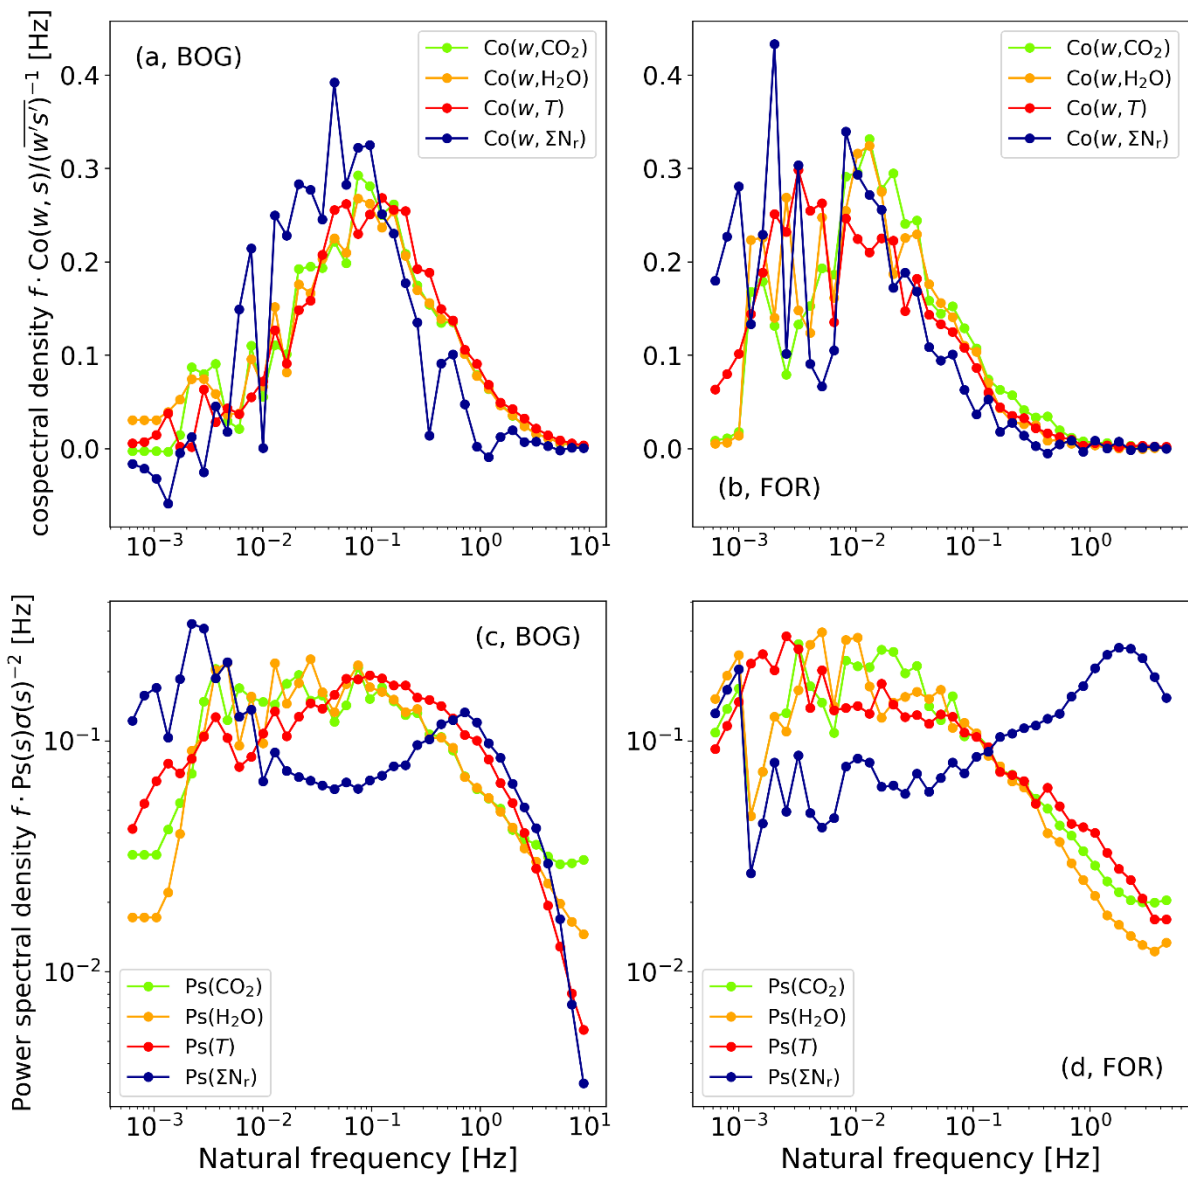 cospectral density f · Co(w, s)/(w′s′)⁻¹ [Hz]
(a, BOG)
Co(w,CO₂)
Co(w,H₂O)
Co(w, T)
Co(w, ΣNᵣ)
0.4
0.3
0.2
0.1
0.0
10⁻³ 10⁻² 10⁻¹ 10⁰ 10¹
Co(w,CO₂)
Co(w,H₂O)
Co(w, T)
Co(w, ΣNᵣ)
0.4
0.3
0.2
0.1
0.0
(b, FOR)
10⁻³ 10⁻² 10⁻¹ 10⁰
Power spectral density f · Ps(s)σ(s)⁻² [Hz]
(c, BOG)
10⁻¹
10⁻²
Ps(CO₂)
Ps(H₂O)
Ps(T)
Ps(ΣNᵣ)
10⁻³ 10⁻² 10⁻¹ 10⁰ 10¹
Natural frequency [Hz]
10⁻¹
10⁻²
Ps(CO₂)
Ps(H₂O)
Ps(T)
Ps(ΣNᵣ)
(d, FOR)
10⁻³ 10⁻² 10⁻¹ 10⁰
Natural frequency [Hz]